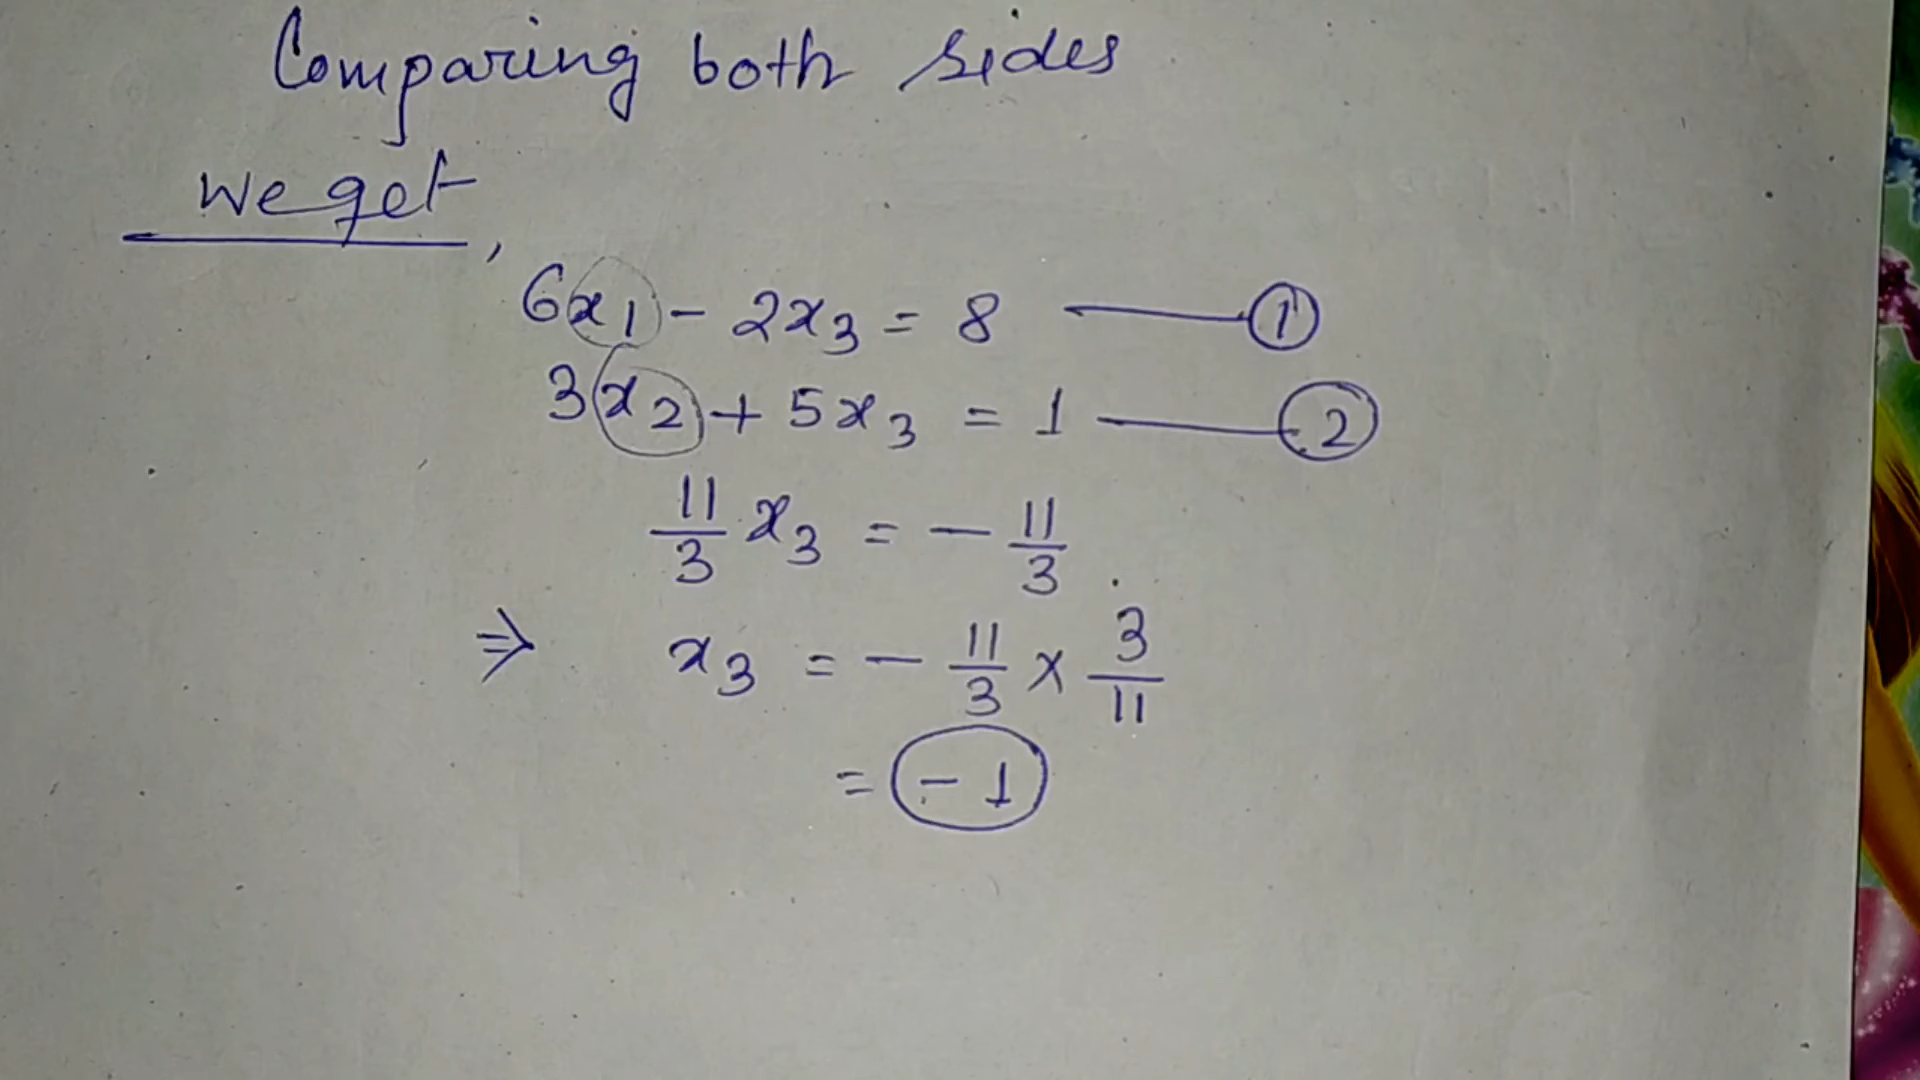 Comparing both sides
we get,
6x₁ - 2x₃ = 8 —— ①
3x₂ + 5x₃ = 1 —— ②
11/3 x₃ = - 11/3
⇒ x₃ = - 11/3 × 3/11
= -1